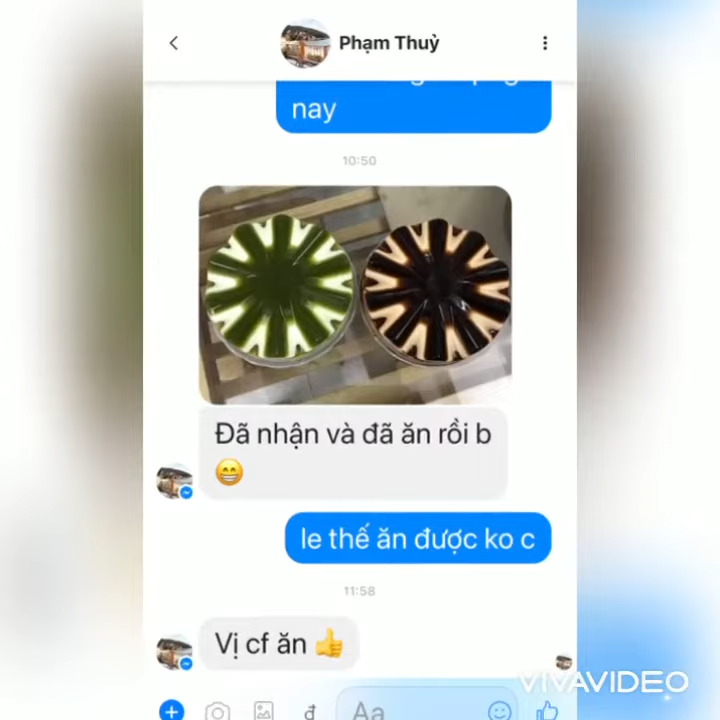 Phạm Thuỷ
nay
10:50
Đã nhận và đã ăn rồi b
😁
le thế ăn được ko c
11:58
Vị cf ăn 👍
đ
Aa
VIVAVIDEO